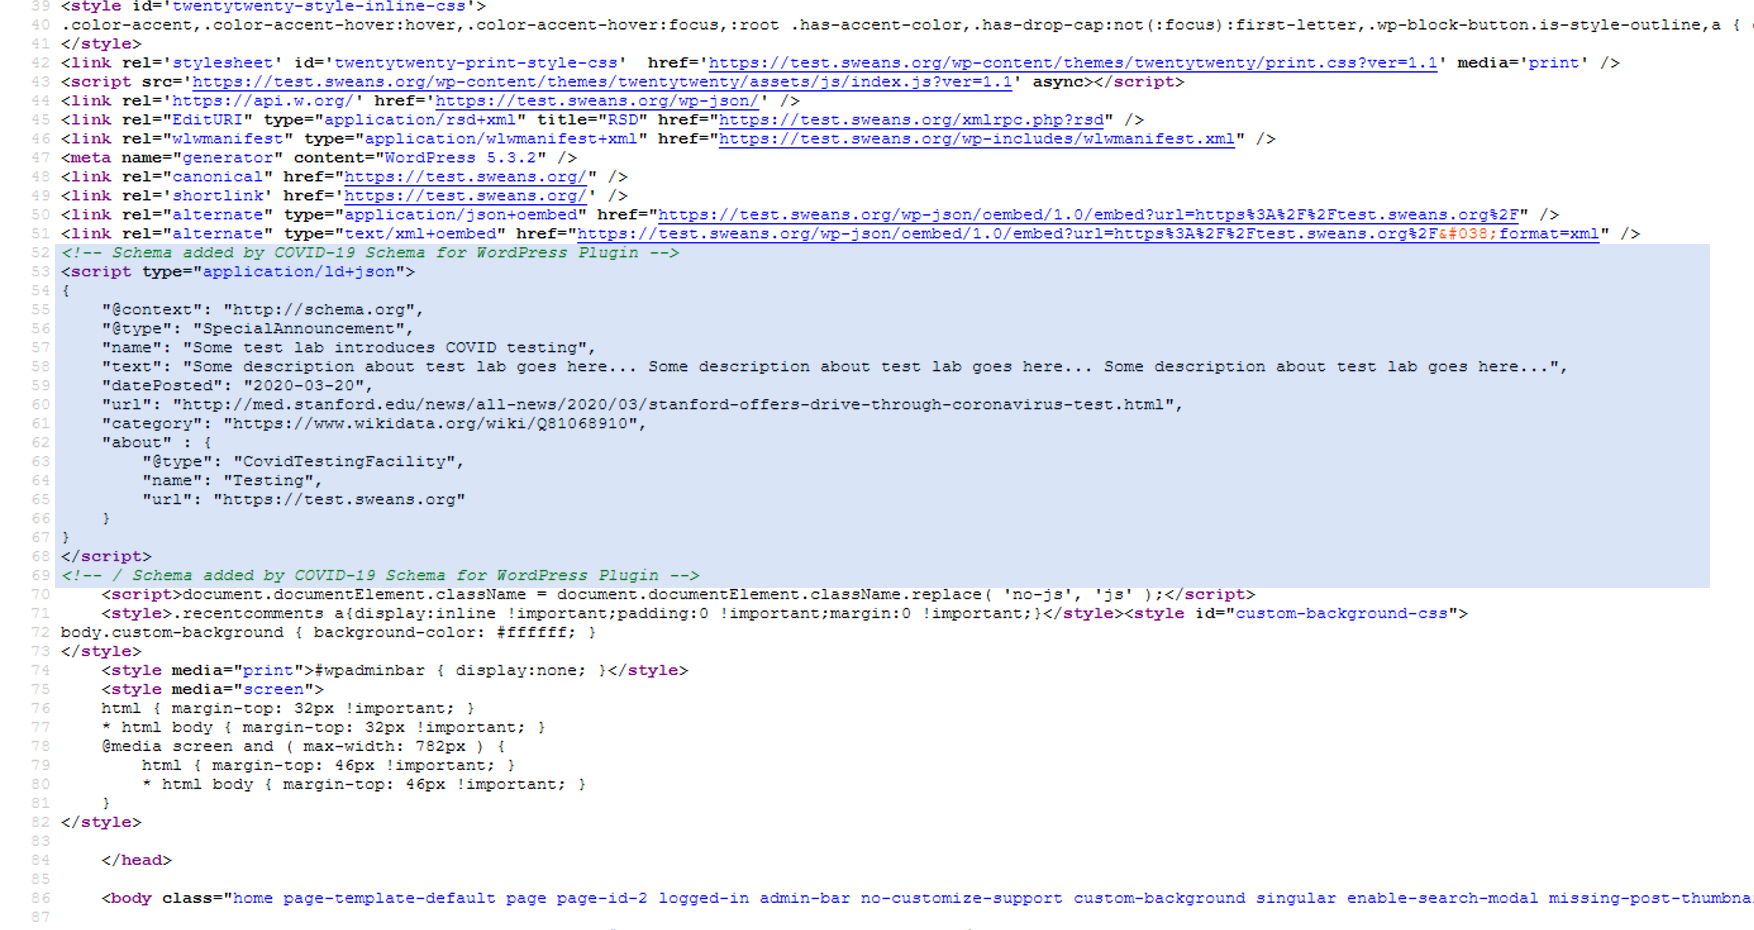 39 <style id='twentytwenty-style-inline-css'>
40 .color-accent,.color-accent-hover:hover,.color-accent-hover:focus,:root .has-accent-color,.has-drop-cap:not(:focus):first-letter,.wp-block-button.is-style-outline,a {
41 </style>
42 <link rel='stylesheet' id='twentytwenty-print-style-css'  href='https://test.sweans.org/wp-content/themes/twentytwenty/print.css?ver=1.1' media='print' />
43 <script src='https://test.sweans.org/wp-content/themes/twentytwenty/assets/js/index.js?ver=1.1' async></script>
44 <link rel='https://api.w.org/' href='https://test.sweans.org/wp-json/' />
45 <link rel="EditURI" type="application/rsd+xml" title="RSD" href="https://test.sweans.org/xmlrpc.php?rsd" />
46 <link rel="wlwmanifest" type="application/wlwmanifest+xml" href="https://test.sweans.org/wp-includes/wlwmanifest.xml" />
47 <meta name="generator" content="WordPress 5.3.2" />
48 <link rel="canonical" href="https://test.sweans.org/" />
49 <link rel='shortlink' href='https://test.sweans.org/' />
50 <link rel="alternate" type="application/json+oembed" href="https://test.sweans.org/wp-json/oembed/1.0/embed?url=https%3A%2F%2Ftest.sweans.org%2F" />
51 <link rel="alternate" type="text/xml+oembed" href="https://test.sweans.org/wp-json/oembed/1.0/embed?url=https%3A%2F%2Ftest.sweans.org%2F&#038;format=xml" />
52 <!-- Schema added by COVID-19 Schema for WordPress Plugin -->
53 <script type="application/ld+json">
54 {
55     "@context": "http://schema.org",
56     "@type": "SpecialAnnouncement",
57     "name": "Some test lab introduces COVID testing",
58     "text": "Some description about test lab goes here... Some description about test lab goes here... Some description about test lab goes here...",
59     "datePosted": "2020-03-20",
60     "url": "http://med.stanford.edu/news/all-news/2020/03/stanford-offers-drive-through-coronavirus-test.html",
61     "category": "https://www.wikidata.org/wiki/Q81068910",
62     "about" : {
63         "@type": "CovidTestingFacility",
64         "name": "Testing",
65         "url": "https://test.sweans.org"
66     }
67 }
68 </script>
69 <!-- / Schema added by COVID-19 Schema for WordPress Plugin -->
70     <script>document.documentElement.className = document.documentElement.className.replace( 'no-js', 'js' );</script>
71     <style>.recentcomments a{display:inline !important;padding:0 !important;margin:0 !important;}</style><style id="custom-background-css">
72 body.custom-background { background-color: #ffffff; }
73 </style>
74     <style media="print">#wpadminbar { display:none; }</style>
75     <style media="screen">
76     html { margin-top: 32px !important; }
77     * html body { margin-top: 32px !important; }
78     @media screen and ( max-width: 782px ) {
79         html { margin-top: 46px !important; }
80         * html body { margin-top: 46px !important; }
81     }
82 </style>
83
84     </head>
85
86     <body class="home page-template-default page page-id-2 logged-in admin-bar no-customize-support custom-background singular enable-search-modal missing-post-thumbnai
87